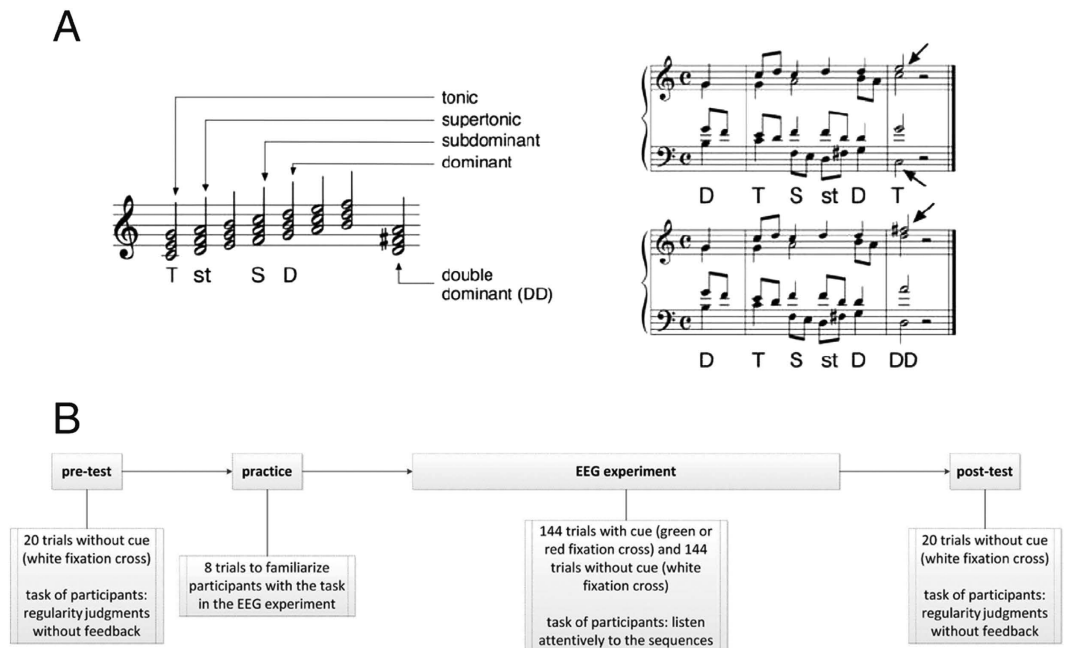 A
tonic
supertonic
subdominant
dominant
T st S D
double
dominant (DD)
D T S st D T
D T S st D DD
B
pre-test
practice
EEG experiment
post-test
20 trials without cue
(white fixation cross)
task of participants:
regularity judgments
without feedback
8 trials to familiarize
participants with the task
in the EEG experiment
144 trials with cue (green or
red fixation cross) and 144
trials without cue (white
fixation cross)
task of participants: listen
attentively to the sequences
20 trials without cue
(white fixation cross)
task of participants:
regularity judgments
without feedback